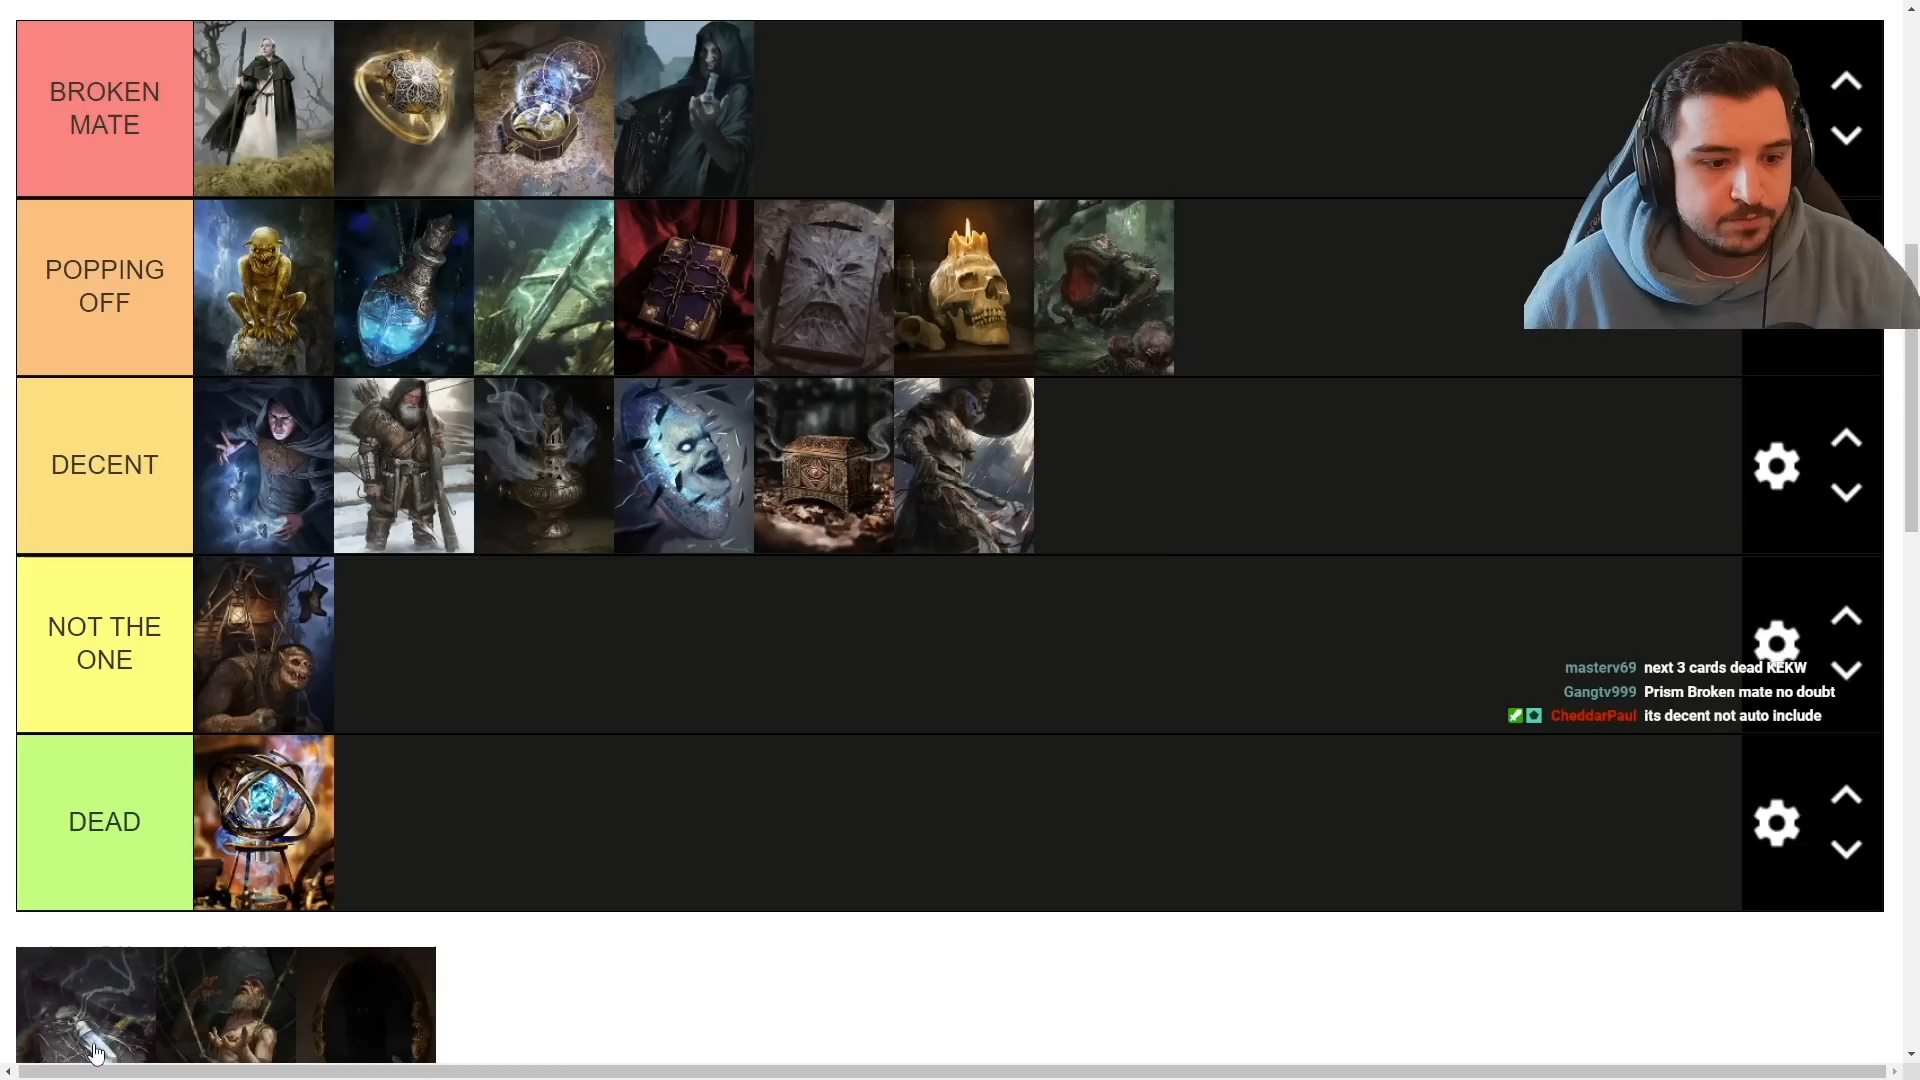 BROKEN
MATE
POPPING
OFF
DECENT
NOT THE
ONE
masterv69 next 3 cards dead KEKW
Gangtv999 Prism Broken mate no doubt
CheddarPaul its decent not auto include
DEAD